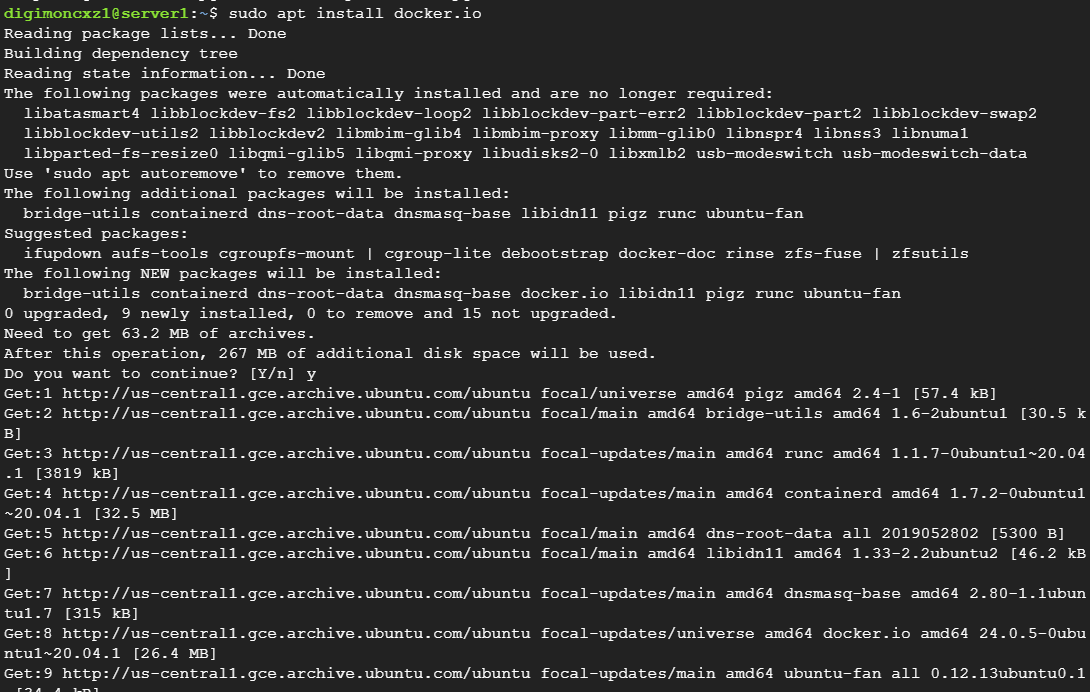 digimoncxz1@server1:~$ sudo apt install docker.io
Reading package lists... Done
Building dependency tree
Reading state information... Done
The following packages were automatically installed and are no longer required:
  libatasmart4 libblockdev-fs2 libblockdev-loop2 libblockdev-part-err2 libblockdev-part2 libblockdev-swap2
  libblockdev-utils2 libblockdev2 libmbim-glib4 libmbim-proxy libmm-glib0 libnspr4 libnss3 libnuma1
  libparted-fs-resize0 libqmi-glib5 libqmi-proxy libudisks2-0 libxmlb2 usb-modeswitch usb-modeswitch-data
Use 'sudo apt autoremove' to remove them.
The following additional packages will be installed:
  bridge-utils containerd dns-root-data dnsmasq-base libidn11 pigz runc ubuntu-fan
Suggested packages:
  ifupdown aufs-tools cgroupfs-mount | cgroup-lite debootstrap docker-doc rinse zfs-fuse | zfsutils
The following NEW packages will be installed:
  bridge-utils containerd dns-root-data dnsmasq-base docker.io libidn11 pigz runc ubuntu-fan
0 upgraded, 9 newly installed, 0 to remove and 15 not upgraded.
Need to get 63.2 MB of archives.
After this operation, 267 MB of additional disk space will be used.
Do you want to continue? [Y/n] y
Get:1 http://us-central1.gce.archive.ubuntu.com/ubuntu focal/universe amd64 pigz amd64 2.4-1 [57.4 kB]
Get:2 http://us-central1.gce.archive.ubuntu.com/ubuntu focal/main amd64 bridge-utils amd64 1.6-2ubuntu1 [30.5 k
B]
Get:3 http://us-central1.gce.archive.ubuntu.com/ubuntu focal-updates/main amd64 runc amd64 1.1.7-0ubuntu1~20.04
.1 [3819 kB]
Get:4 http://us-central1.gce.archive.ubuntu.com/ubuntu focal-updates/main amd64 containerd amd64 1.7.2-0ubuntu1
~20.04.1 [32.5 MB]
Get:5 http://us-central1.gce.archive.ubuntu.com/ubuntu focal/main amd64 dns-root-data all 2019052802 [5300 B]
Get:6 http://us-central1.gce.archive.ubuntu.com/ubuntu focal/main amd64 libidn11 amd64 1.33-2.2ubuntu2 [46.2 kB
]
Get:7 http://us-central1.gce.archive.ubuntu.com/ubuntu focal-updates/main amd64 dnsmasq-base amd64 2.80-1.1ubun
tu1.7 [315 kB]
Get:8 http://us-central1.gce.archive.ubuntu.com/ubuntu focal-updates/universe amd64 docker.io amd64 24.0.5-0ubu
ntu1~20.04.1 [26.4 MB]
Get:9 http://us-central1.gce.archive.ubuntu.com/ubuntu focal-updates/main amd64 ubuntu-fan all 0.12.13ubuntu0.1